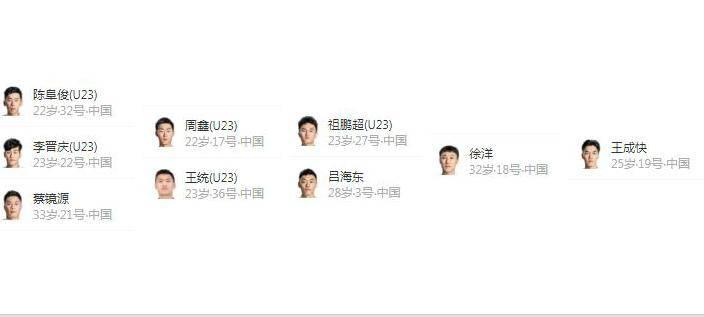 陈阜俊(U23)
22岁·32号·中国
李晋庆(U23)
23岁·22号·中国
蔡镜源
33岁·21号·中国
周鑫(U23)
22岁·17号·中国
王统(U23)
23岁·36号·中国
祖鹏超(U23)
23岁·27号·中国
吕海东
28岁·3号·中国
徐洋
32岁·18号·中国
王成快
25岁·19号·中国